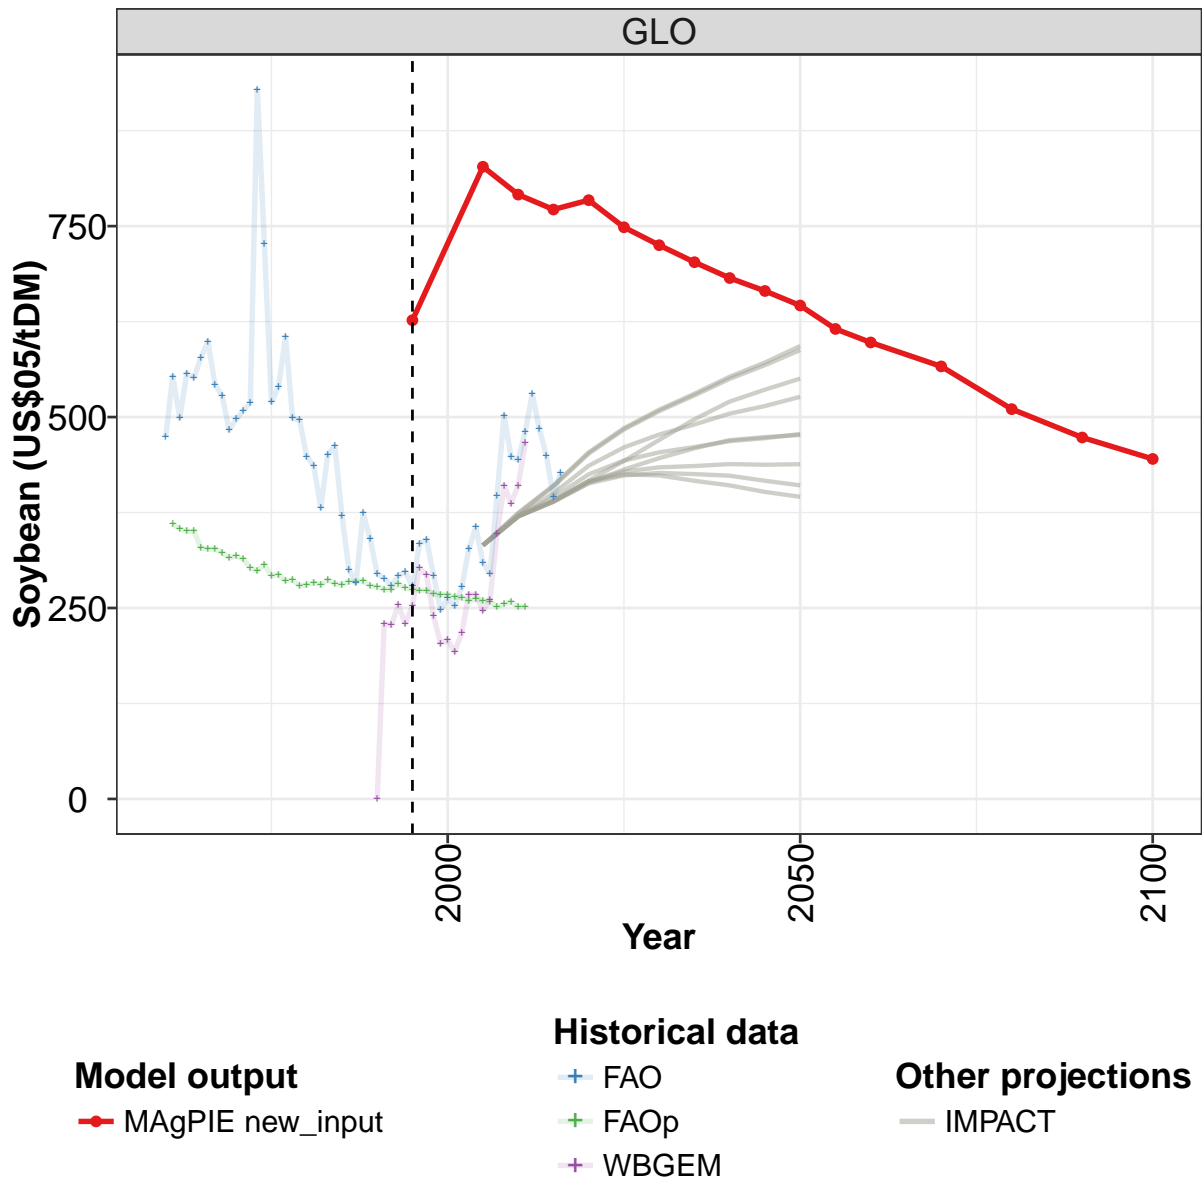 GLO
Soybean (US$05/tDM)
750
500
250
0
2000
2050
2100
Year
Model output
MAgPIE new_input
Historical data
FAO
FAOp
WBGEM
Other projections
IMPACT